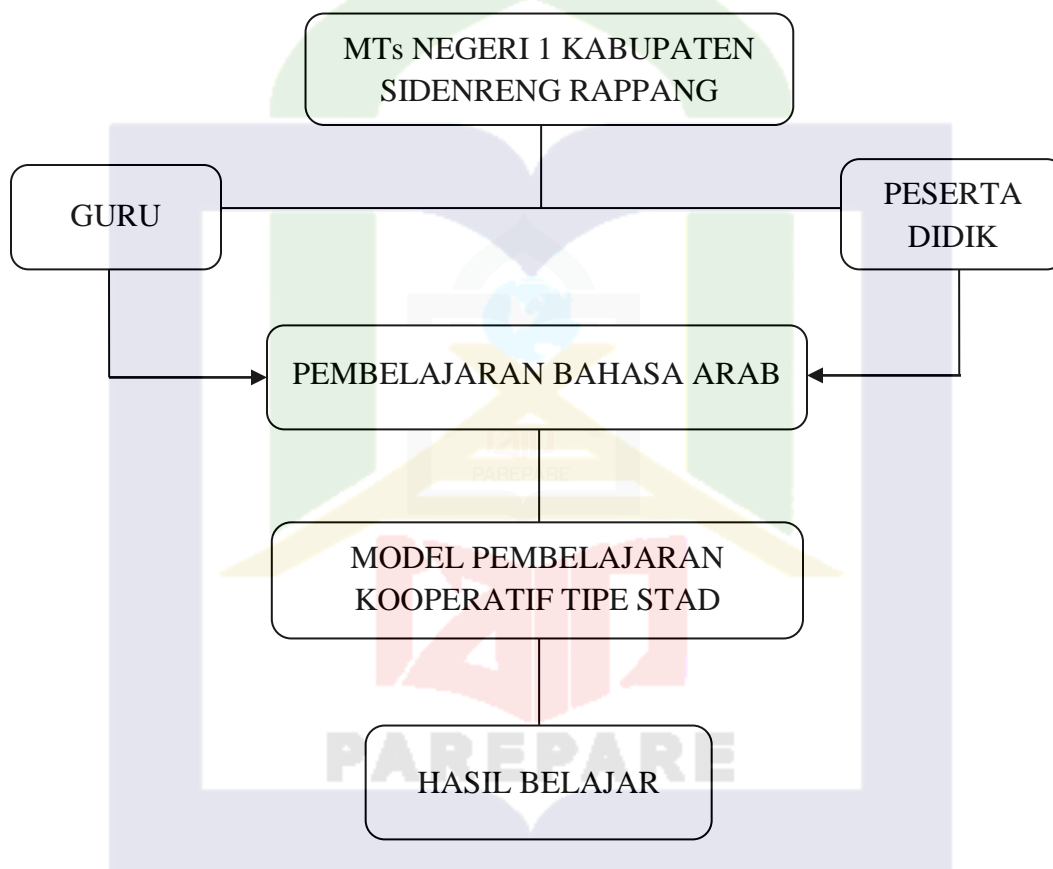 MTs NEGERI 1 KABUPATEN
SIDENRENG RAPPANG
GURU
PESERTA
DIDIK
PEMBELAJARAN BAHASA ARAB
PAREPARE
MODEL PEMBELAJARAN
KOOPERATIF TIPE STAD
PAREPARE
HASIL BELAJAR